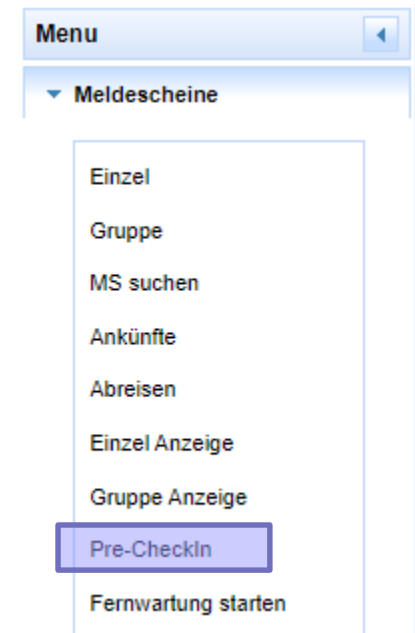 Menu
Meldescheine
Einzel
Gruppe
MS suchen
Ankünfte
Abreisen
Einzel Anzeige
Gruppe Anzeige
Pre-CheckIn
Fernwartung starten